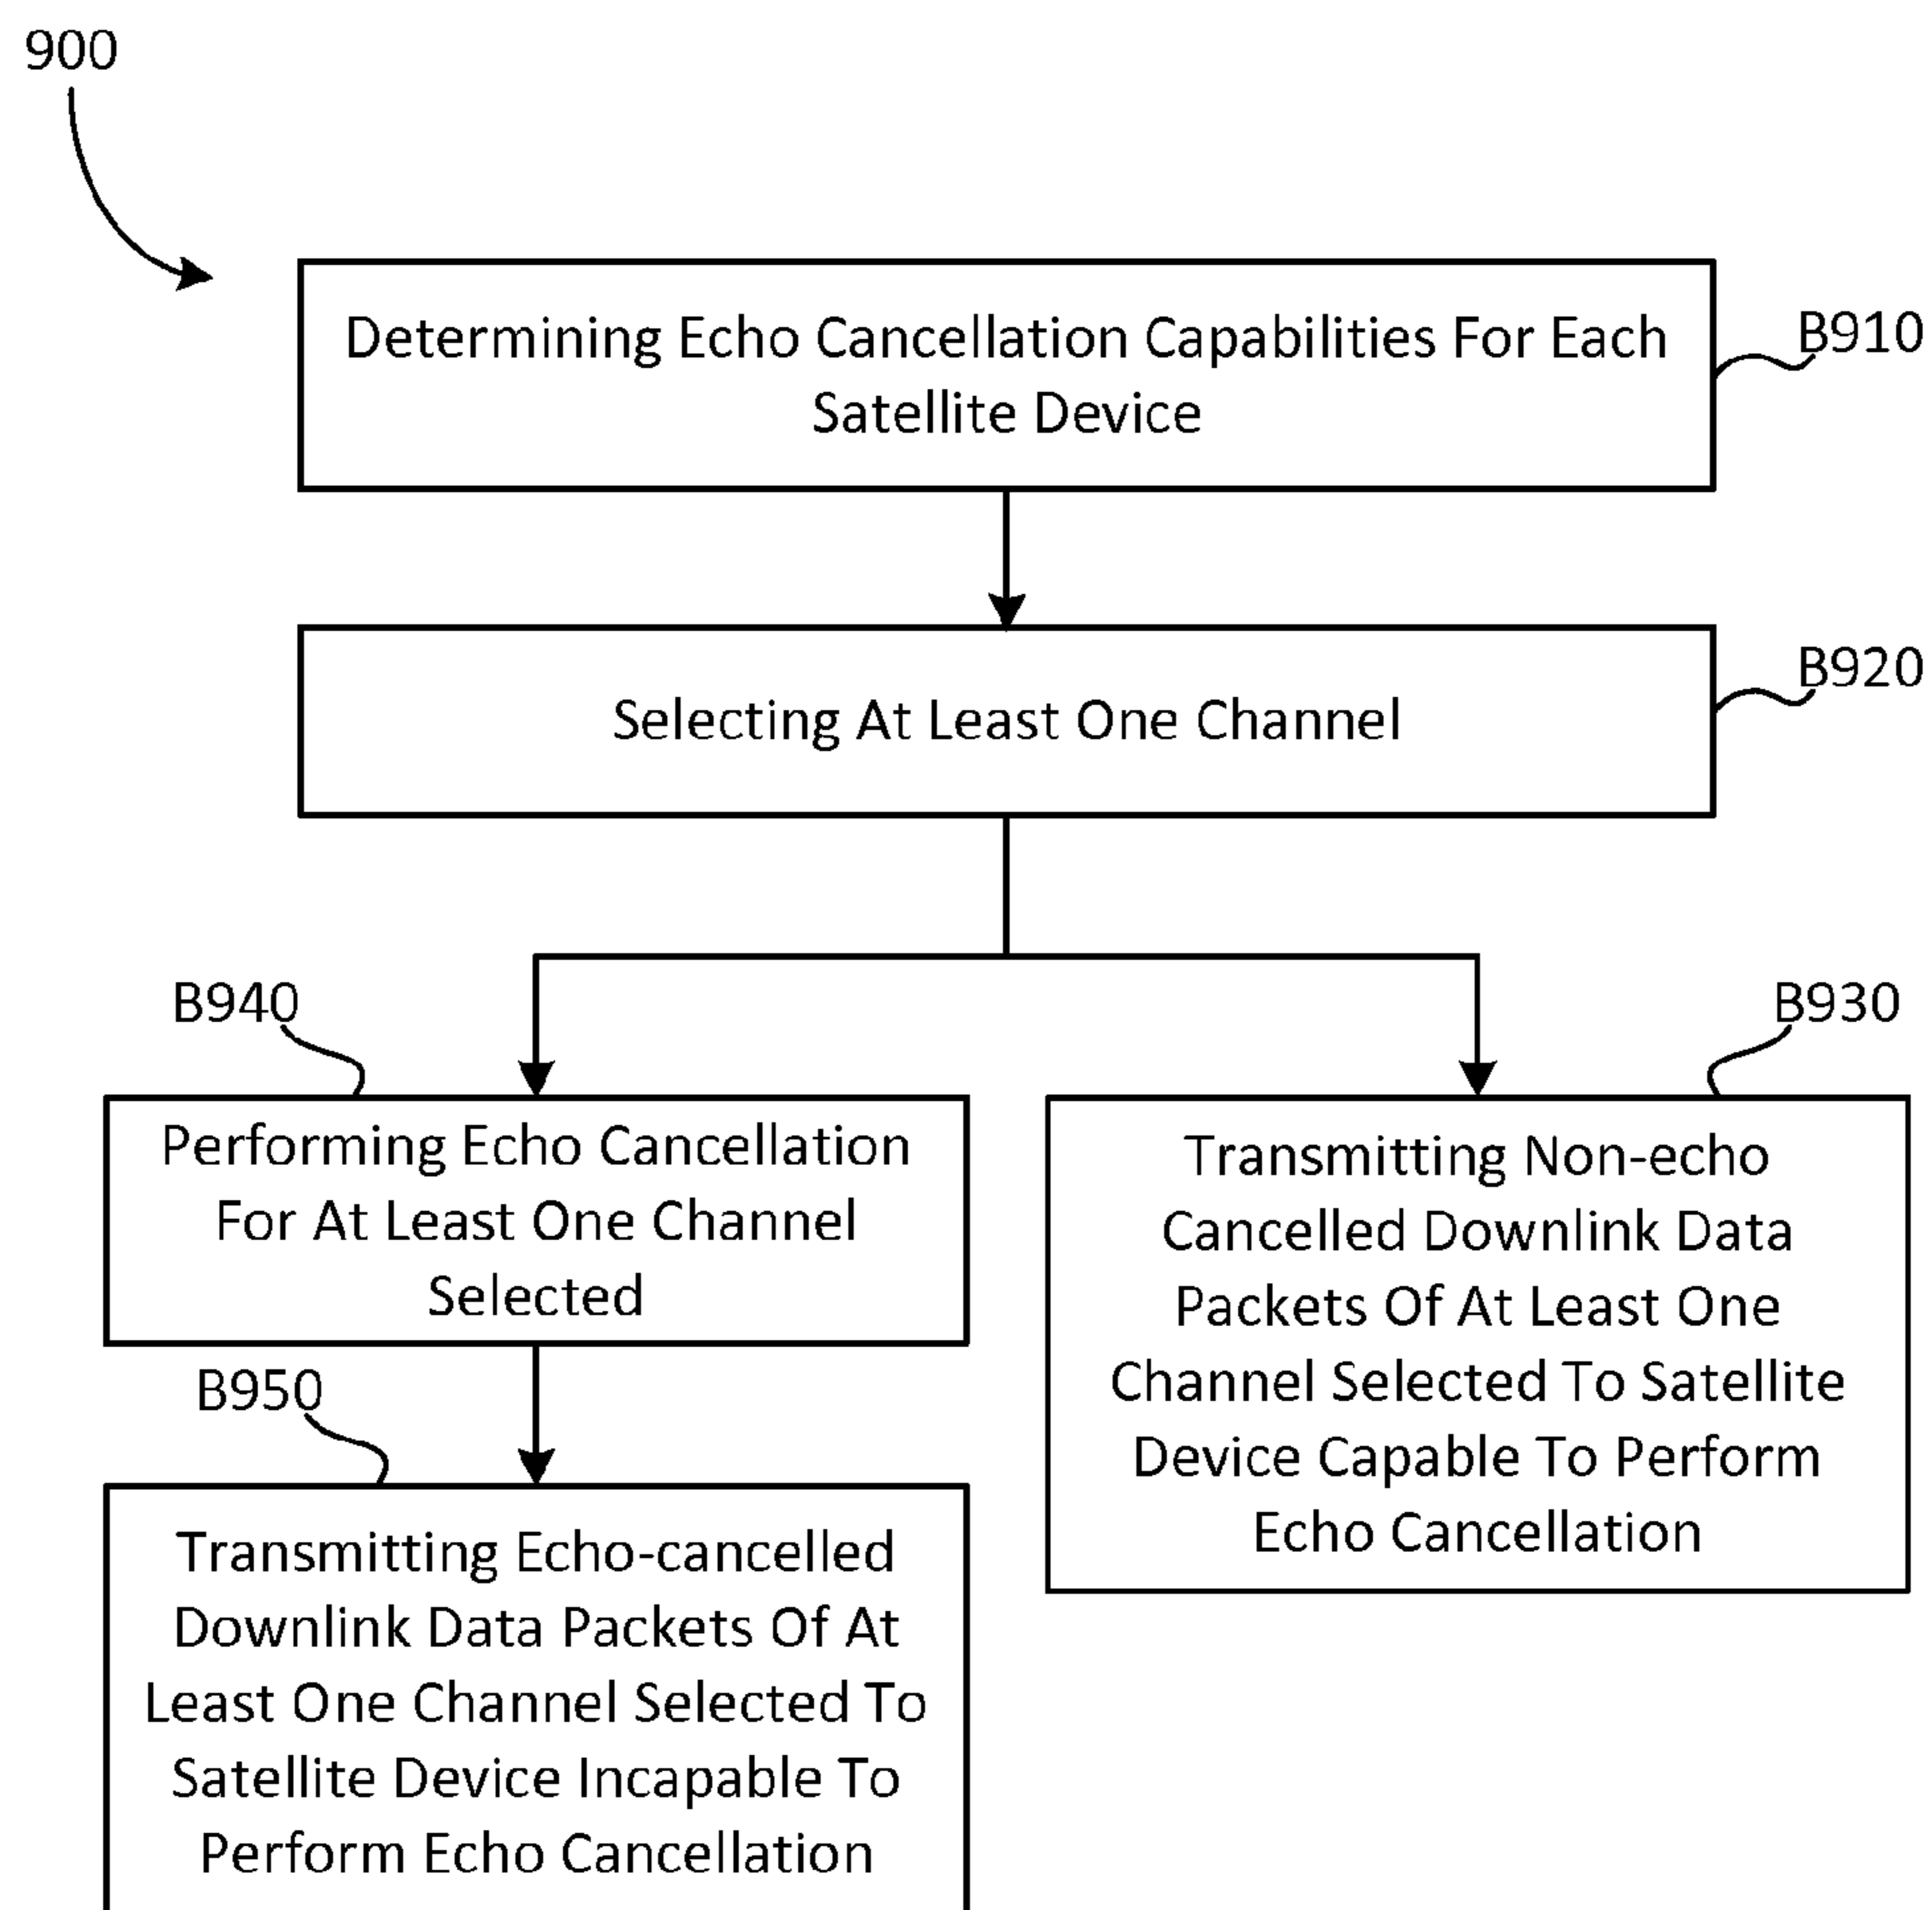 900
Determining Echo Cancellation Capabilities For Each
Satellite Device
B910
Selecting At Least One Channel
B920
B940
Performing Echo Cancellation
For At Least One Channel
Selected
B930
Transmitting Non-echo
Cancelled Downlink Data
Packets Of At Least One
Channel Selected To Satellite
Device Capable To Perform
Echo Cancellation
B950
Transmitting Echo-cancelled
Downlink Data Packets Of At
Least One Channel Selected To
Satellite Device Incapable To
Perform Echo Cancellation